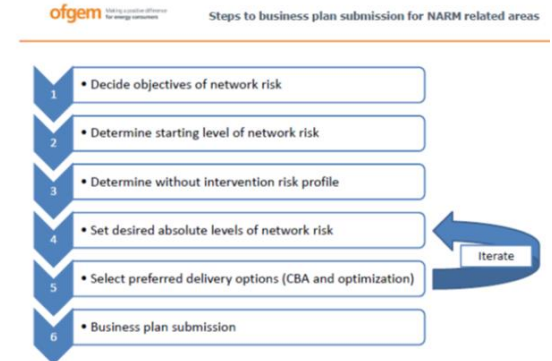 ofgem Making a positive difference
for energy consumers
Steps to business plan submission for NARM related areas
1 • Decide objectives of network risk
2 • Determine starting level of network risk
3 • Determine without intervention risk profile
4 • Set desired absolute levels of network risk
Iterate
5 • Select preferred delivery options (CBA and optimization)
6 • Business plan submission